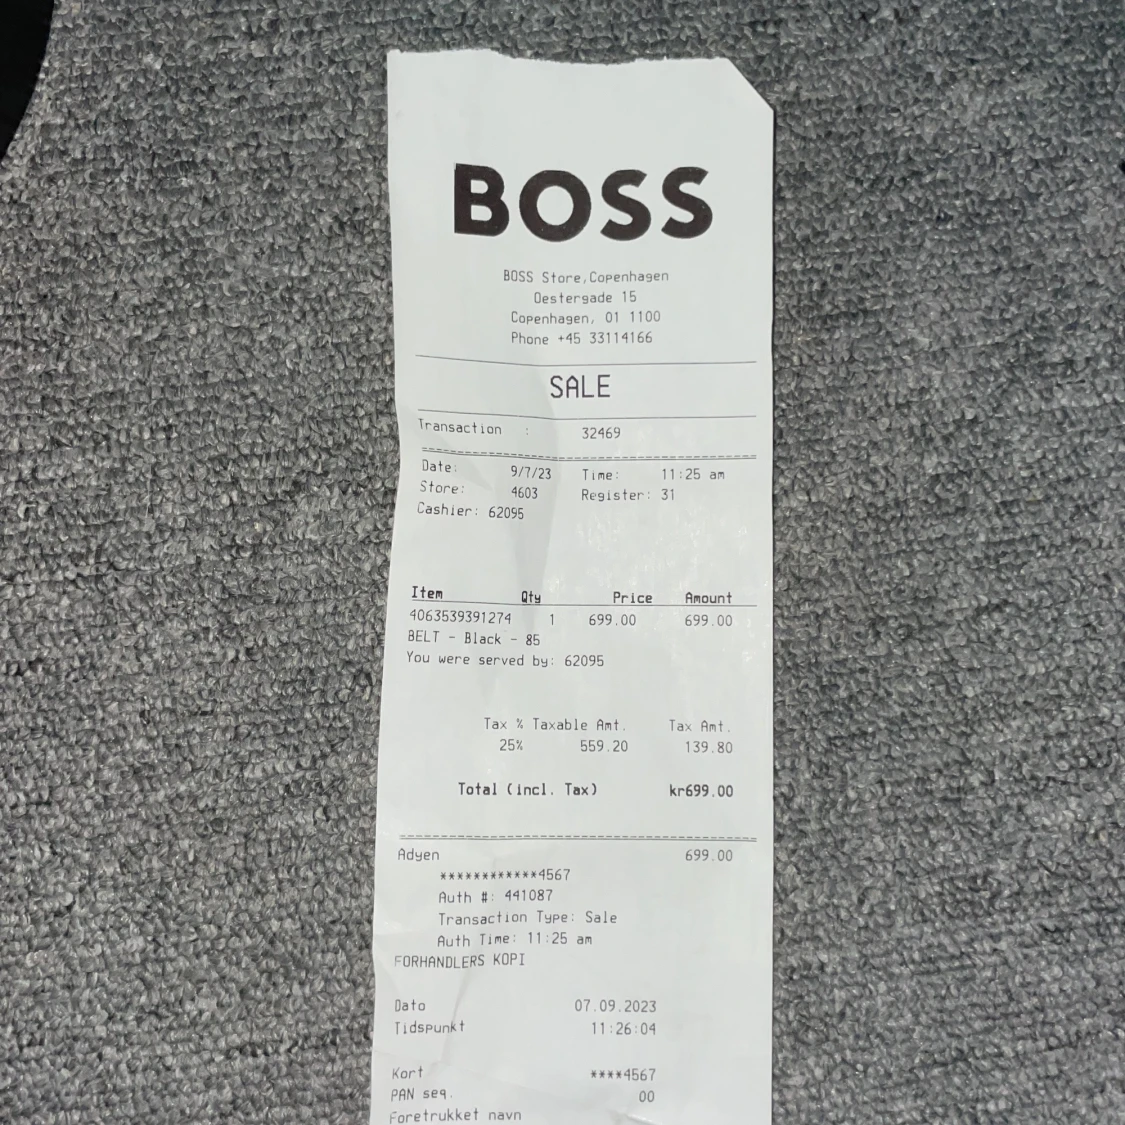 BOSS
BOSS Store,Copenhagen
Oestergade 15
Copenhagen, 01 1100
Phone +45 33114166
SALE
Transaction : 32469
Date: 9/7/23 Time: 11:25 am
Store: 4603 Register: 31
Cashier: 62095
Item Qty Price Amount
4063539391274 1 699.00 699.00
BELT - Black - 85
You were served by: 62095
Tax % Taxable Amt. Tax Amt.
25% 559.20 139.80
Total (incl. Tax) kr699.00
Adyen 699.00
************4567
Auth #: 441087
Transaction Type: Sale
Auth Time: 11:25 am
FORHANDLERS KOPI
Dato 07.09.2023
Tidspunkt 11:26:04
Kort ****4567
PAN seq. 00
Foretrukket navn